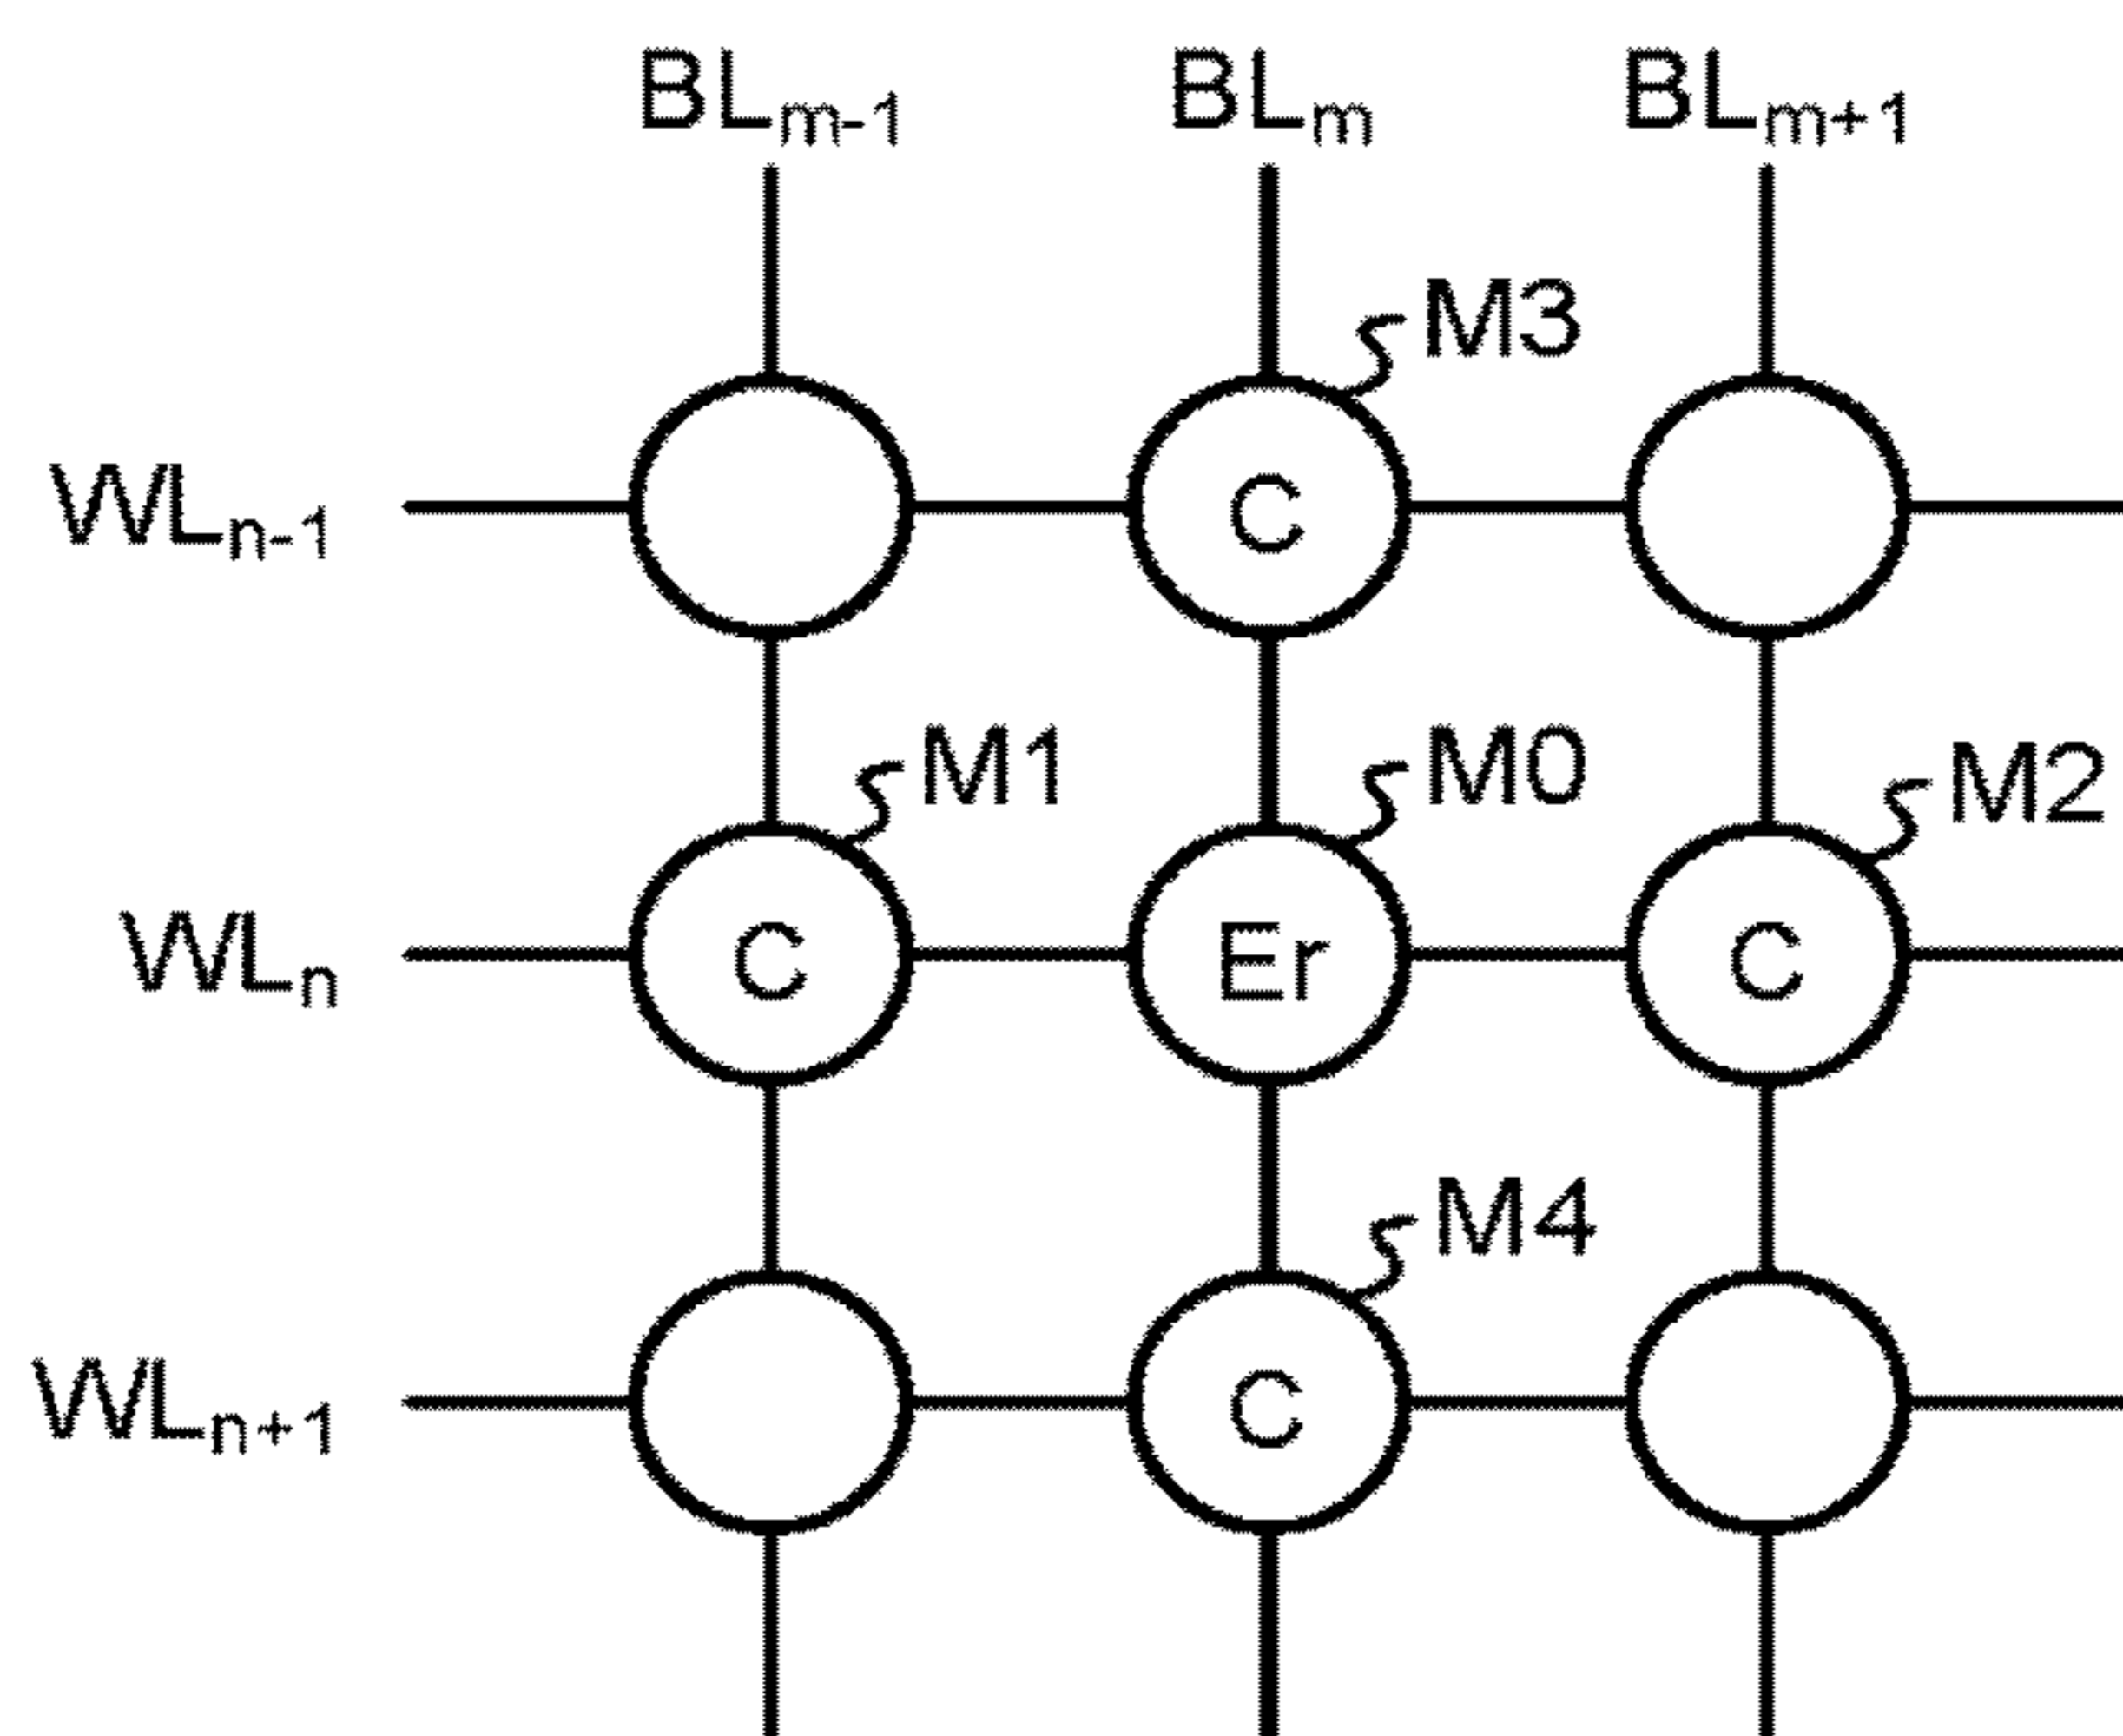 BLm-1 BLm BLm+1
M3
WLn-1 C
M1 M0 M2
WLn C Er C
M4
WLn+1 C